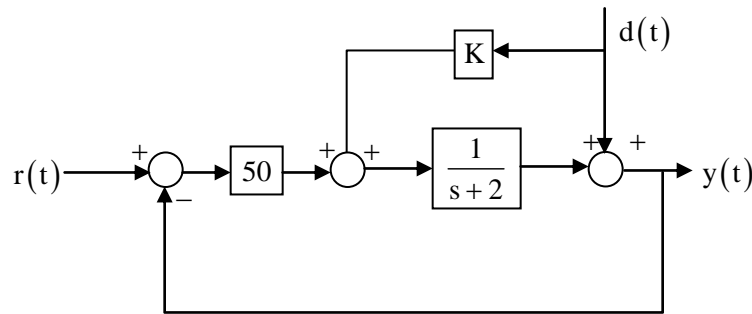 K
d(t)
+ + + + +
r(t) 50 1 y(t)
s + 2
−